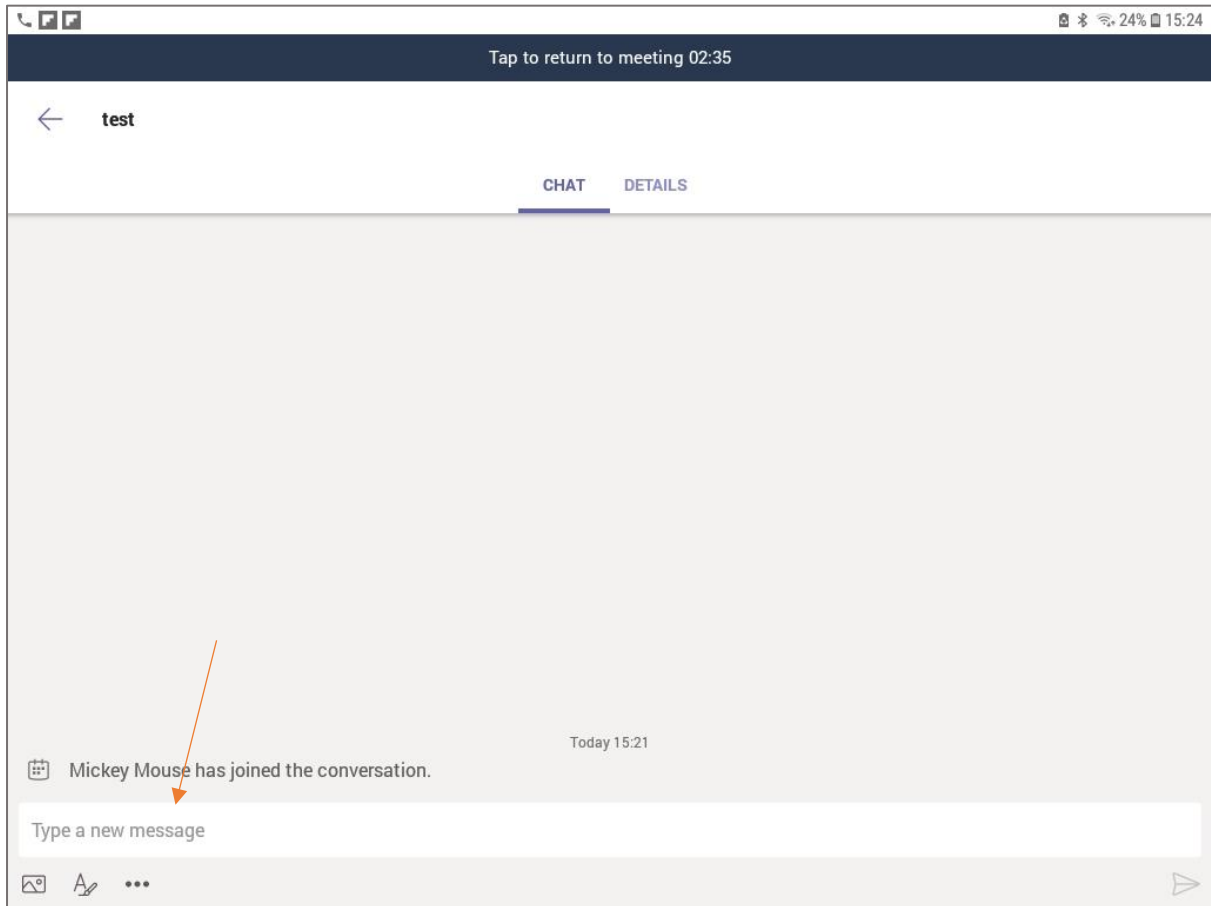 24% 15:24
Tap to return to meeting 02:35
test
CHAT DETAILS
Today 15:21
Mickey Mouse has joined the conversation.
Type a new message